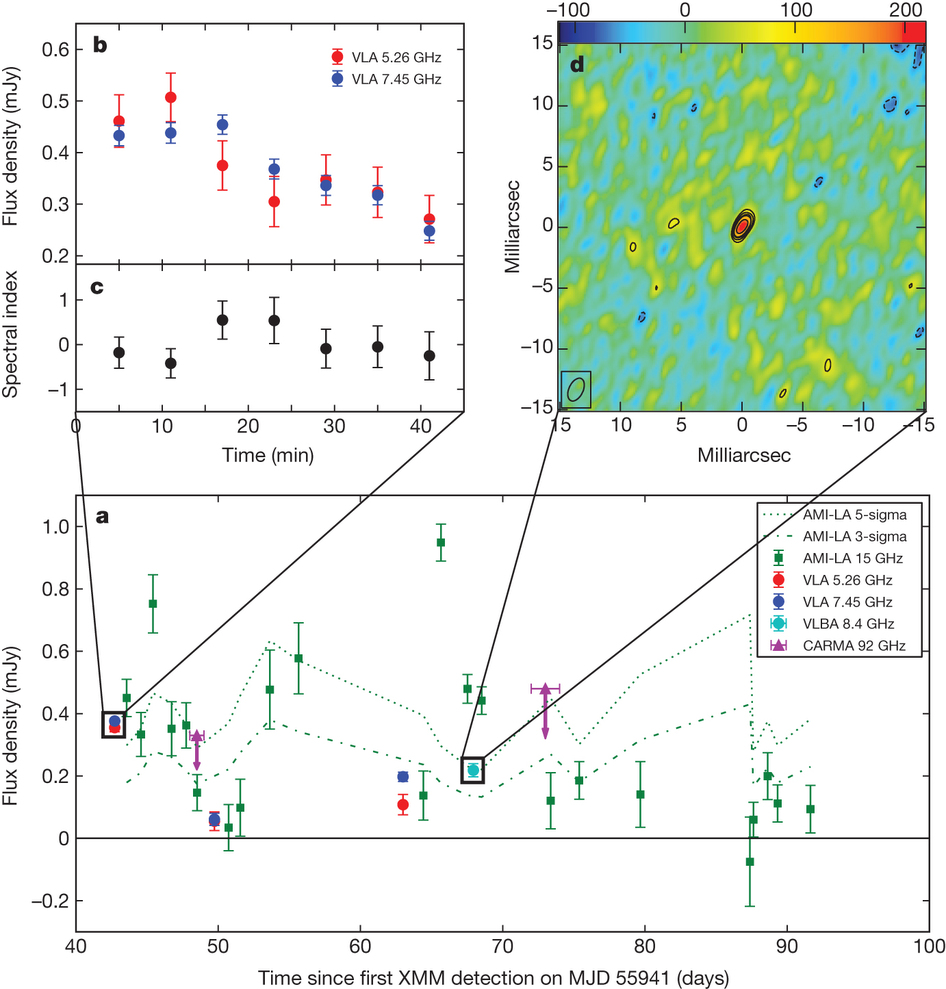 b
VLA 5.26 GHz
VLA 7.45 GHz
0.6
0.5
0.4
0.3
0.2
Flux density (mJy)
c
1
0
−1
Spectral index
0 10 20 30 40
Time (min)
−100 0 100 200
d
15
10
5
0
−5
−10
−15
Milliarcsec
15 10 5 0 −5 −10 −15
Milliarcsec
a
AMI-LA 5-sigma
AMI-LA 3-sigma
AMI-LA 15 GHz
VLA 5.26 GHz
VLA 7.45 GHz
VLBA 8.4 GHz
CARMA 92 GHz
1.0
0.8
0.6
0.4
0.2
0
−0.2
Flux density (mJy)
40 50 60 70 80 90 100
Time since first XMM detection on MJD 55941 (days)